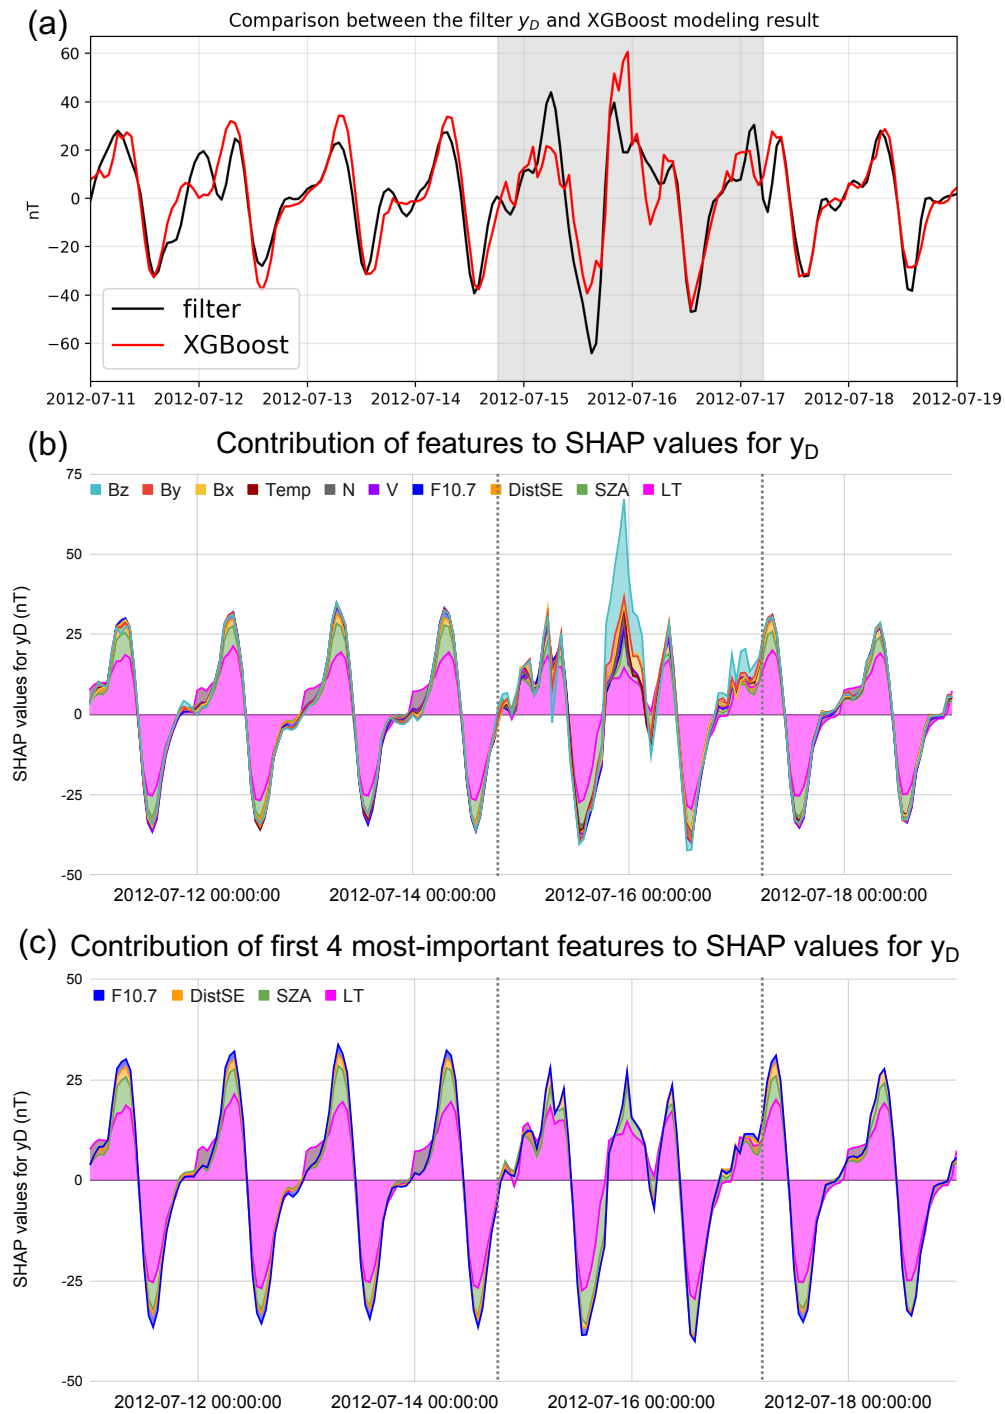 (a)
Comparison between the filter y_D and XGBoost modeling result
60
40
20
0
−20
−40
−60
nT
filter
XGBoost
2012-07-11 2012-07-12 2012-07-13 2012-07-14 2012-07-15 2012-07-16 2012-07-17 2012-07-18 2012-07-19
(b)
Contribution of features to SHAP values for y_D
Bz By Bx Temp N V F10.7 DistSE SZA LT
75
50
25
0
-25
-50
SHAP values for yD (nT)
2012-07-12 00:00:00 2012-07-14 00:00:00 2012-07-16 00:00:00 2012-07-18 00:00:00
(c)
Contribution of first 4 most-important features to SHAP values for y_D
F10.7 DistSE SZA LT
50
25
0
-25
-50
SHAP values for yD (nT)
2012-07-12 00:00:00 2012-07-14 00:00:00 2012-07-16 00:00:00 2012-07-18 00:00:00